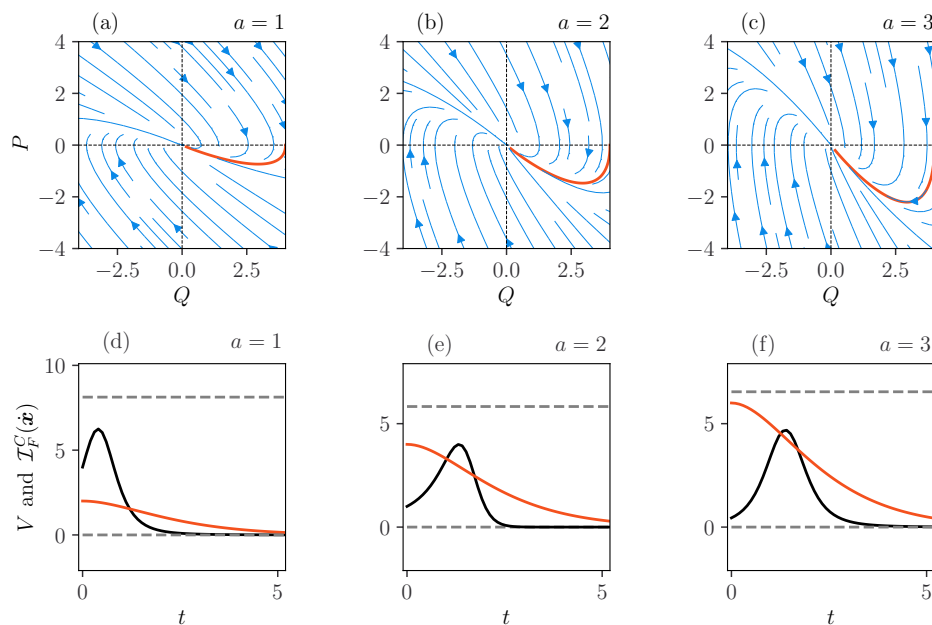 (a) a = 1
(b) a = 2
(c) a = 3
4
2
0
−2
−4
P
−2.5 0.0 2.5
Q
4
2
0
−2
−4
−2.5 0.0 2.5
Q
4
2
0
−2
−4
−2.5 0.0 2.5
Q
(d) a = 1
(e) a = 2
(f) a = 3
10
5
0
V and 𝓘_F^C(ẋ)
0 5
t
5
0
0 5
t
5
0
0 5
t